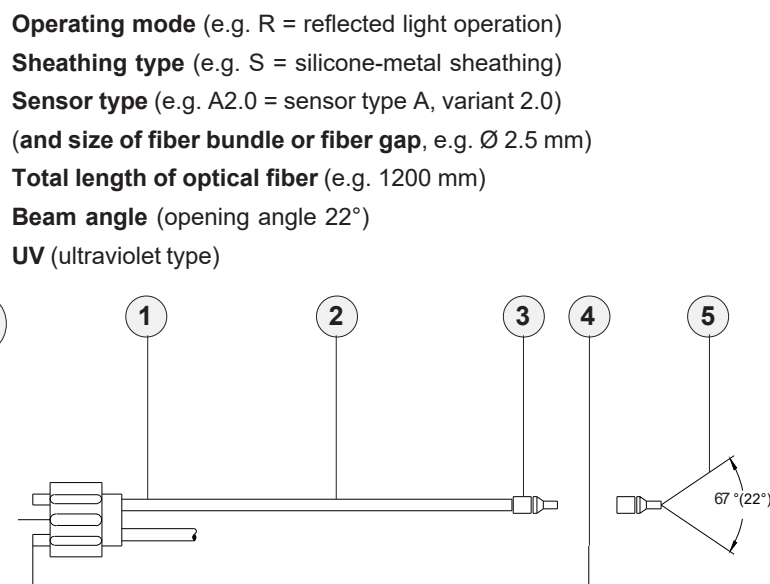 Operating mode (e.g. R = reflected light operation)
Sheathing type (e.g. S = silicone-metal sheathing)
Sensor type (e.g. A2.0 = sensor type A, variant 2.0)
(and size of fiber bundle or fiber gap, e.g. Ø 2.5 mm)
Total length of optical fiber (e.g. 1200 mm)
Beam angle (opening angle 22°)
UV (ultraviolet type)
1 2 3 4 5
67°(22°)